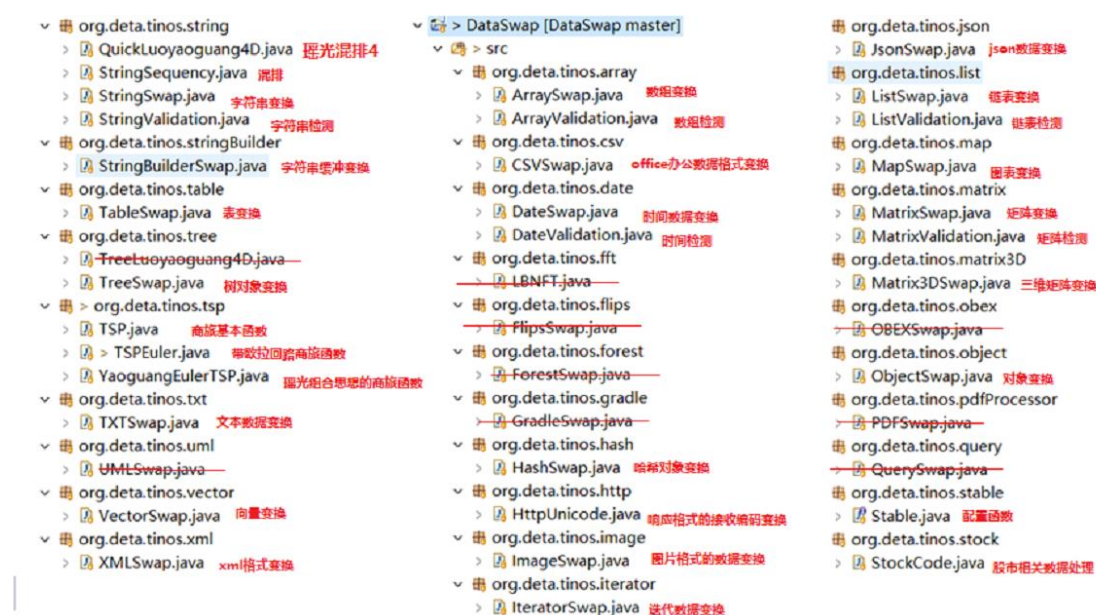 org.deta.tinos.string
QuickLuoyaoguang4D.java 瑶光混排4
StringSequency.java 混排
StringSwap.java 字符串变换
StringValidation.java 字符串检测
org.deta.tinos.stringBuilder
StringBuilderSwap.java 字符串缓冲变换
org.deta.tinos.table
TableSwap.java 表变换
org.deta.tinos.tree
TreeLuoyaoguang4D.java
TreeSwap.java 树对象变换
> org.deta.tinos.tsp
TSP.java 商旅基本函数
> TSPEuler.java 带欧拉回路商旅函数
YaoguangEulerTSP.java 瑶光组合思想的商旅函数
org.deta.tinos.txt
TXTSwap.java 文本数据变换
org.deta.tinos.uml
UMLSwap.java
org.deta.tinos.vector
VectorSwap.java 向量变换
org.deta.tinos.xml
XMLSwap.java xml格式变换
> DataSwap [DataSwap master]
> src
org.deta.tinos.array
ArraySwap.java 数组变换
ArrayValidation.java 数组检测
org.deta.tinos.csv
CSVSwap.java office办公数据格式变换
org.deta.tinos.date
DateSwap.java 时间数据变换
DateValidation.java 时间检测
org.deta.tinos.fft
LBNFT.java
org.deta.tinos.flips
FlipsSwap.java
org.deta.tinos.forest
ForestSwap.java
org.deta.tinos.gradle
GradleSwap.java
org.deta.tinos.hash
HashSwap.java 哈希对象变换
org.deta.tinos.http
HttpUnicode.java 响应格式的接收编码变换
org.deta.tinos.image
ImageSwap.java 图片格式的数据变换
org.deta.tinos.iterator
IteratorSwap.java 迭代数据变换
org.deta.tinos.json
JsonSwap.java json数据变换
org.deta.tinos.list
ListSwap.java 链表变换
ListValidation.java 链表检测
org.deta.tinos.map
MapSwap.java 图表变换
org.deta.tinos.matrix
MatrixSwap.java 矩阵变换
MatrixValidation.java 矩阵检测
org.deta.tinos.matrix3D
Matrix3DSwap.java 三维矩阵变换
org.deta.tinos.obex
OBEXSwap.java
org.deta.tinos.object
ObjectSwap.java 对象变换
org.deta.tinos.pdfProcessor
PDFSwap.java
org.deta.tinos.query
QuerySwap.java
org.deta.tinos.stable
Stable.java 配置函数
org.deta.tinos.stock
StockCode.java 股市相关数据处理